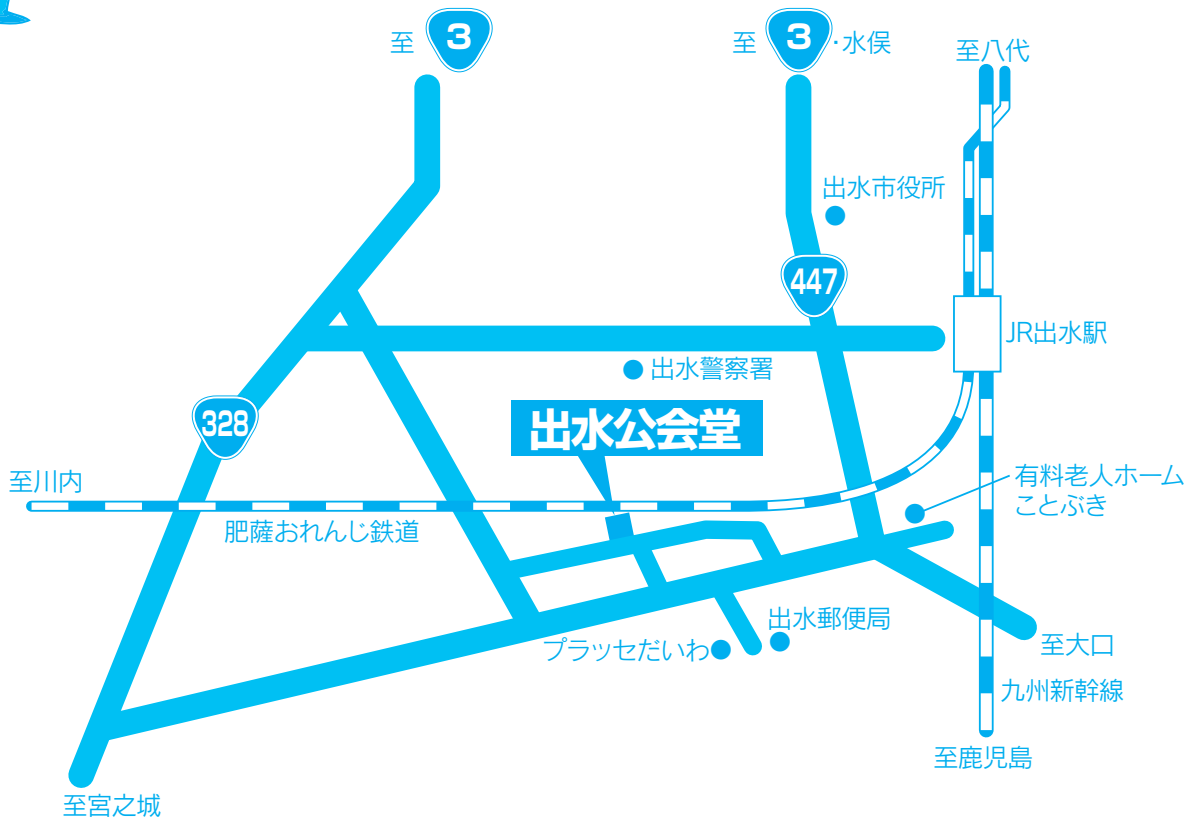 至 3
至 3・水俣
至八代
出水市役所
447
JR出水駅
出水警察署
328
出水公会堂
至川内
有料老人ホーム
ことぶき
肥薩おれんじ鉄道
出水郵便局
プラッセだいわ
至大口
九州新幹線
至鹿児島
至宮之城